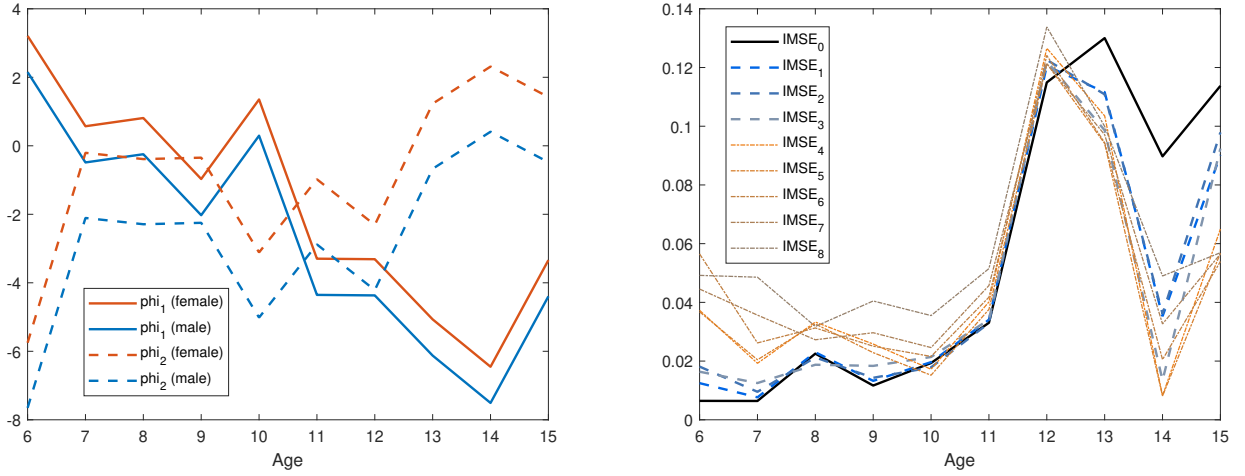 4
2
0
-2
-4
-6
-8
6 7 8 9 10 11 12 13 14 15
Age
phi1 (female)
phi1 (male)
phi2 (female)
phi2 (male)
0.14
0.12
0.1
0.08
0.06
0.04
0.02
0
6 7 8 9 10 11 12 13 14 15
Age
IMSE0
IMSE1
IMSE2
IMSE3
IMSE4
IMSE5
IMSE6
IMSE7
IMSE8